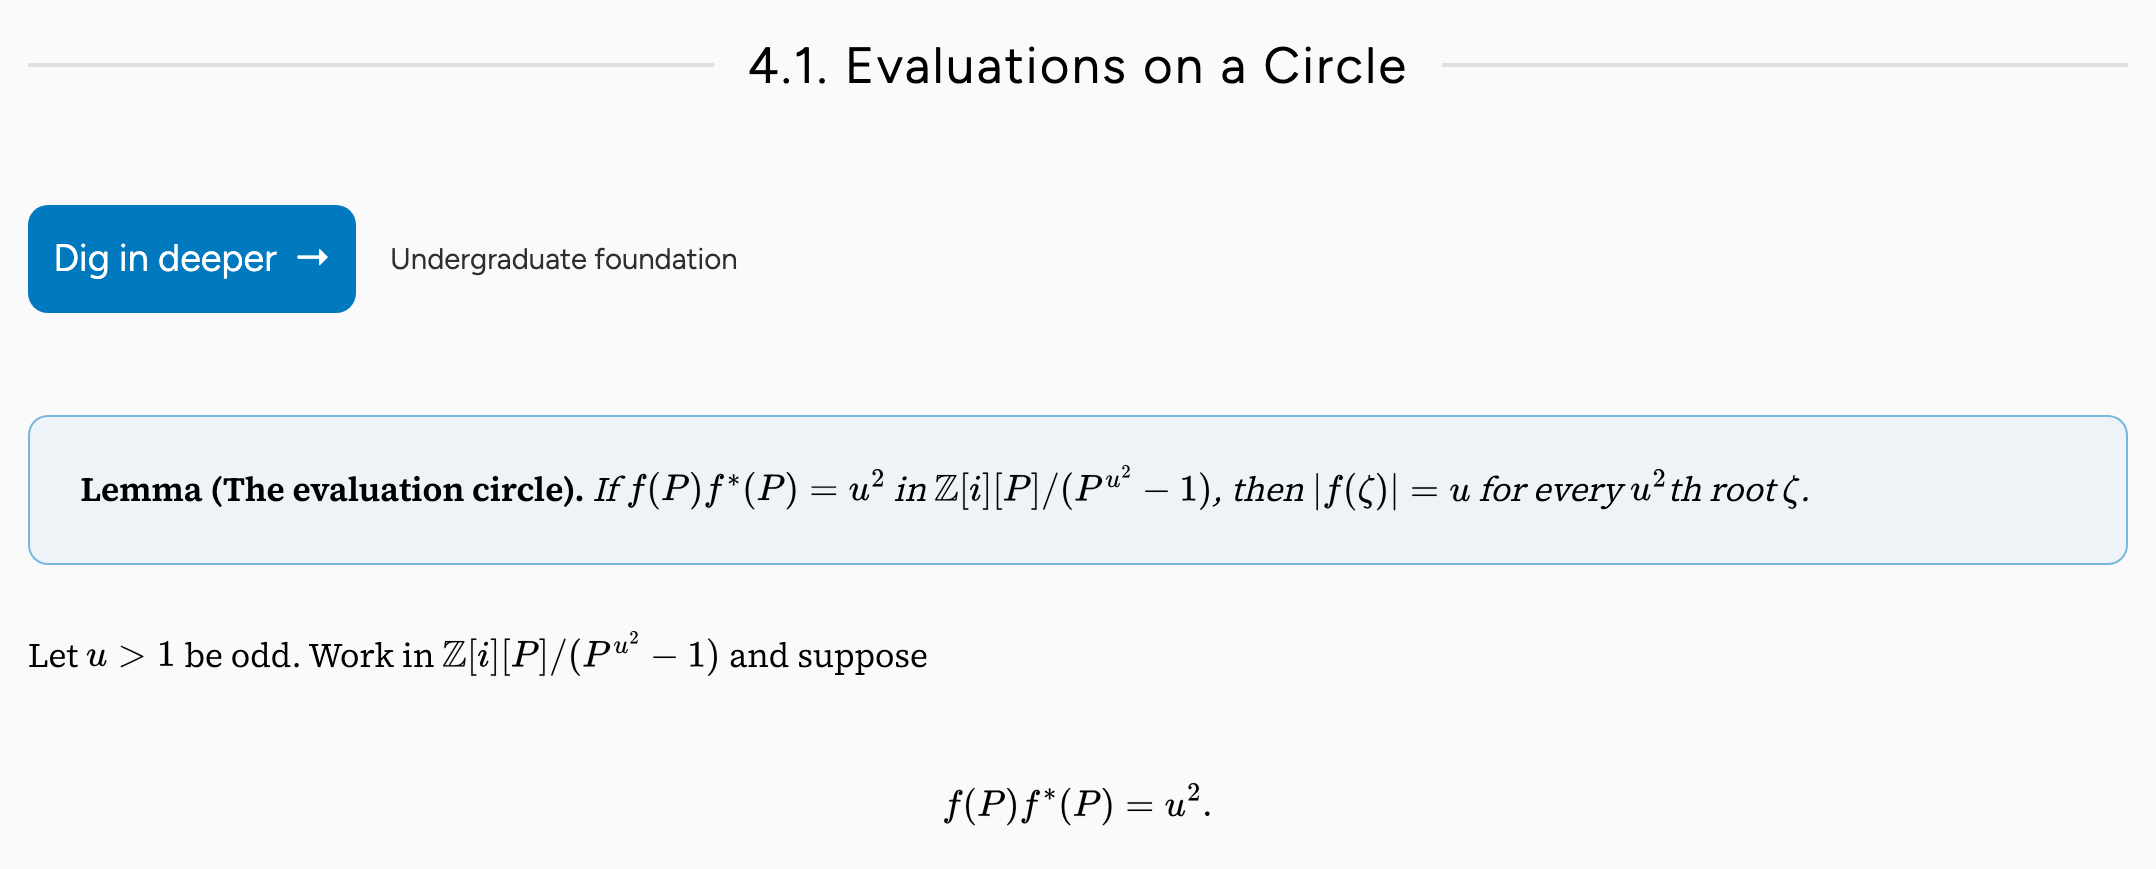 4.1. Evaluations on a Circle
Dig in deeper → Undergraduate foundation
Lemma (The evaluation circle). If f(P)f*(P) = u² in ℤ[i][P]/(P^{u²} − 1), then |f(ζ)| = u for every u²th root ζ.
Let u > 1 be odd. Work in ℤ[i][P]/(P^{u²} − 1) and suppose
f(P)f*(P) = u².